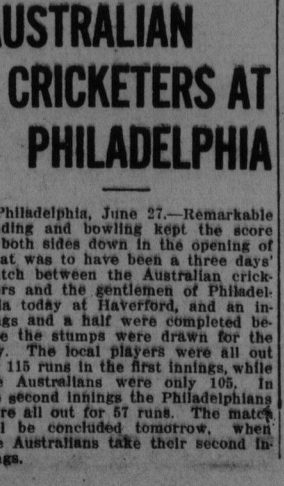 AUSTRALIAN
CRICKETERS AT
PHILADELPHIA
Philadelphia, June 27.—Remarkable
ding and bowling kept the score
both sides down in the opening of
at was to have been a three days'
tch between the Australian crick-
rs and the gentlemen of Philadel-
ia today at Haverford, and an in-
gs and a half were completed be-
e the stumps were drawn for the
y. The local players were all out
115 runs in the first innings, while
e Australians were only 105. In
second innings the Philadelphians
re all out for 57 runs. The match
l be concluded tomorrow, when
e Australians take their second in-
gs.